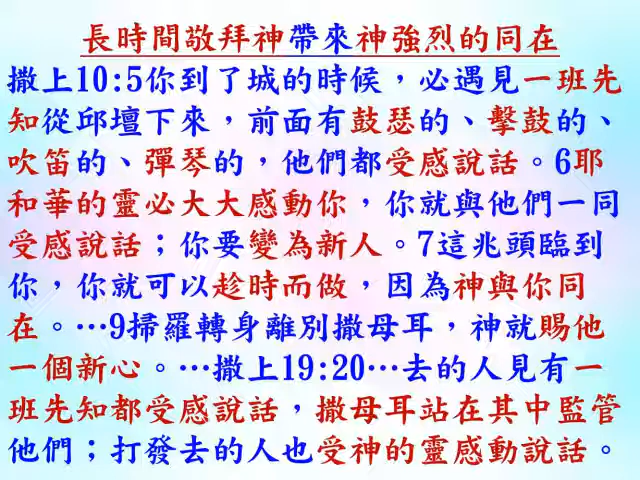 長時間敬拜神帶來神強烈的同在
撒上10:5你到了城的時候，必遇見一班先
知從邱壇下來，前面有鼓瑟的、擊鼓的、
吹笛的、彈琴的，他們都受感說話。6耶
和華的靈必大大感動你，你就與他們一同
受感說話；你要變為新人。7這兆頭臨到
你，你就可以趁時而做，因為神與你同
在。…9掃羅轉身離別撒母耳，神就賜他
一個新心。…撒上19:20…去的人見有一
班先知都受感說話，撒母耳站在其中監管
他們；打發去的人也受神的靈感動說話。